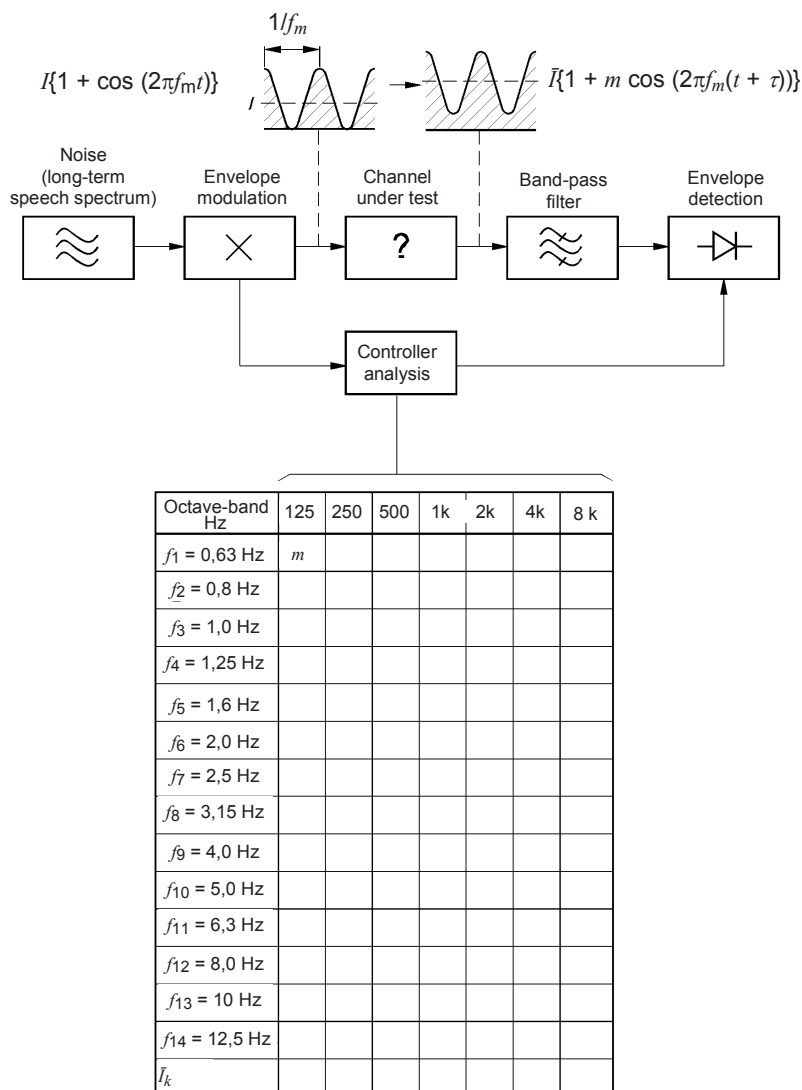 1/fₘ
I{1 + cos (2πfₘt)}
I
Ī{1 + m cos (2πfₘ(t + τ))}
Noise
(long-term
speech spectrum)
Envelope
modulation
Channel
under test
Band-pass
filter
Envelope
detection
?
Controller
analysis
Octave-band
Hz
125 250 500 1k 2k 4k 8 k
f1 = 0,63 Hz m
f2 = 0,8 Hz
f3 = 1,0 Hz
f4 = 1,25 Hz
f5 = 1,6 Hz
f6 = 2,0 Hz
f7 = 2,5 Hz
f8 = 3,15 Hz
f9 = 4,0 Hz
f10 = 5,0 Hz
f11 = 6,3 Hz
f12 = 8,0 Hz
f13 = 10 Hz
f14 = 12,5 Hz
Īk